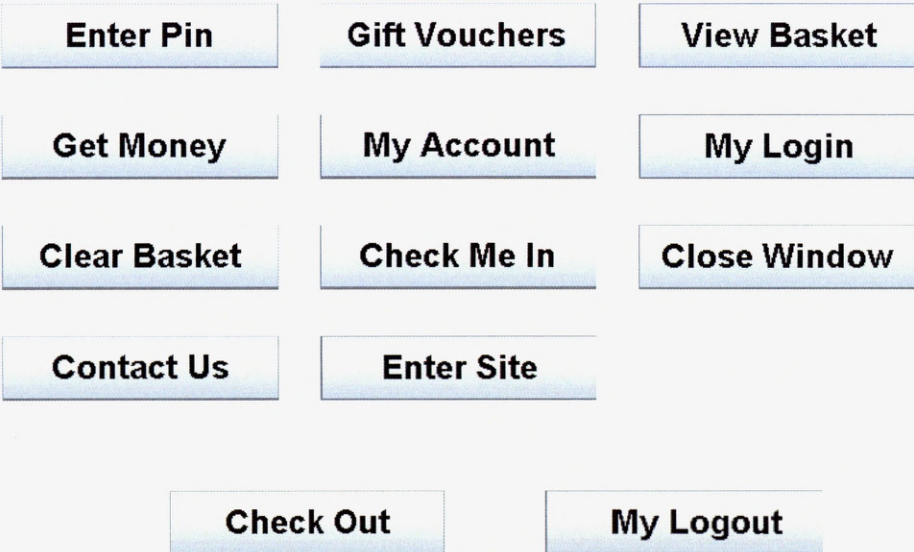 Enter Pin
Gift Vouchers
View Basket
Get Money
My Account
My Login
Clear Basket
Check Me In
Close Window
Contact Us
Enter Site
Check Out
My Logout